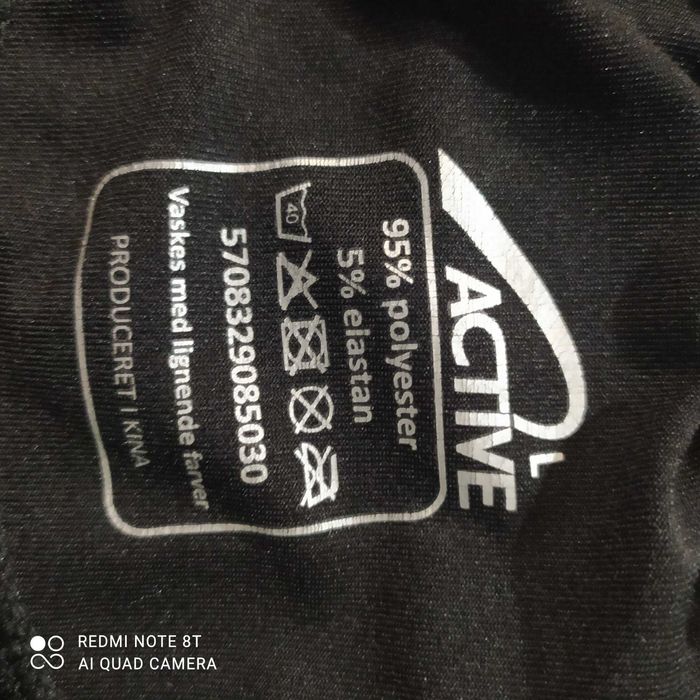 ACTIVE
95% polyester
5% elastan
40
5708329085030
Vaskes med lignende farver
PRODUCERET I KINA
REDMI NOTE 8T
AI QUAD CAMERA